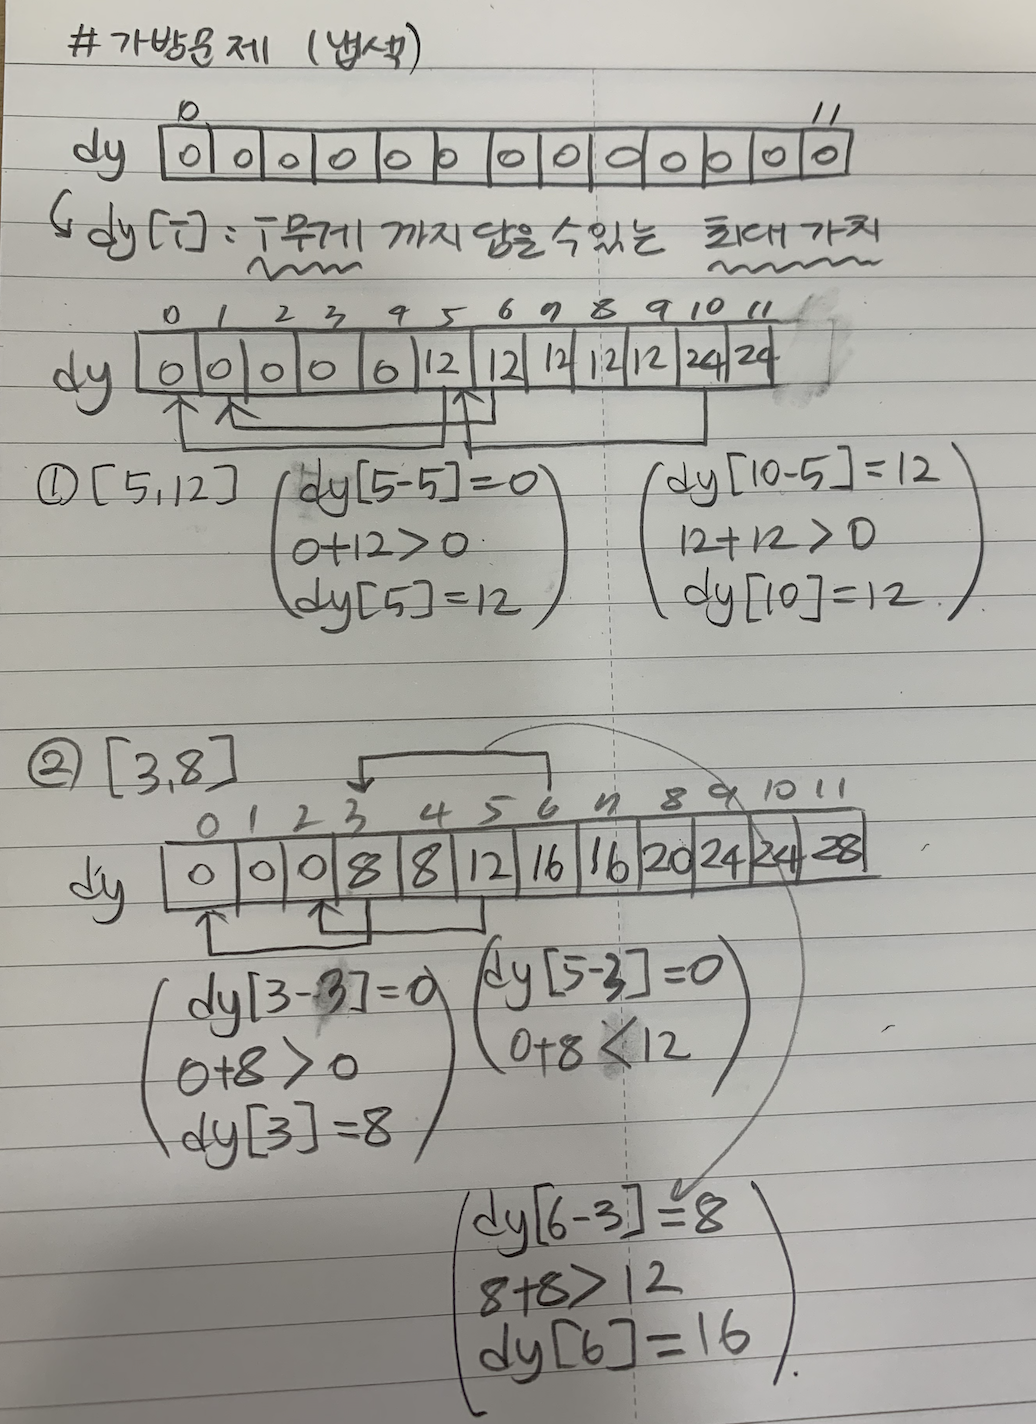 # 가방문제 (냅색)
0 11
dy 0 0 0 0 0 0 0 0 0 0 0 0 0
dy[i] : i무게 까지 담을 수 있는 최대 가치
0 1 2 3 4 5 6 7 8 9 10 11
dy 0 0 0 0 0 12 12 12 12 12 24 24
① [5,12]
dy[5-5]=0
0+12>0
dy[5]=12
dy[10-5]=12
12+12>0
dy[10]=12
② [3,8]
0 1 2 3 4 5 6 7 8 9 10 11
dy 0 0 0 8 8 12 16 16 20 24 24 28
dy[3-3]=0
0+8>0
dy[3]=8
dy[5-3]=0
0+8<12
dy[6-3]=8
8+8>12
dy[6]=16